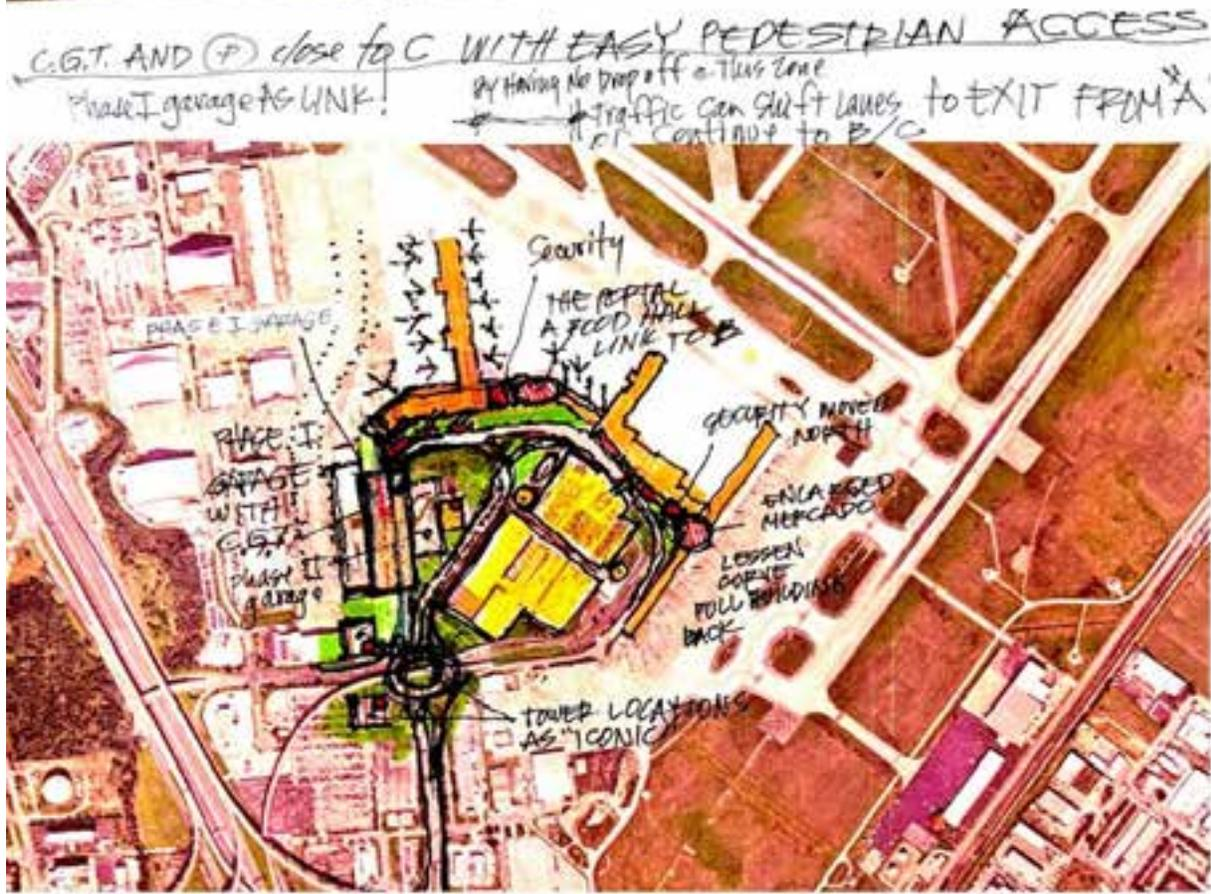 C.G.T. AND P close to C WITH EASY PEDESTRIAN ACCESS
Phase I garage AS LINK!
By Having No Drop off @ This Zone
Traffic can shift lanes to EXIT FROM "A"
or continue to B/C
Security
THE PORTAL
A FOOD HALL
LINK TO B
PHASE I GARAGE
SECURITY MOVED
NORTH
PHASE I
GARAGE
WITH
C.G.T.
phase II
garage
ENLARGED
MERCADO
LESSEN
CURVE
PULL BUILDING
BACK
TOWER LOCATIONS
AS "ICONIC"